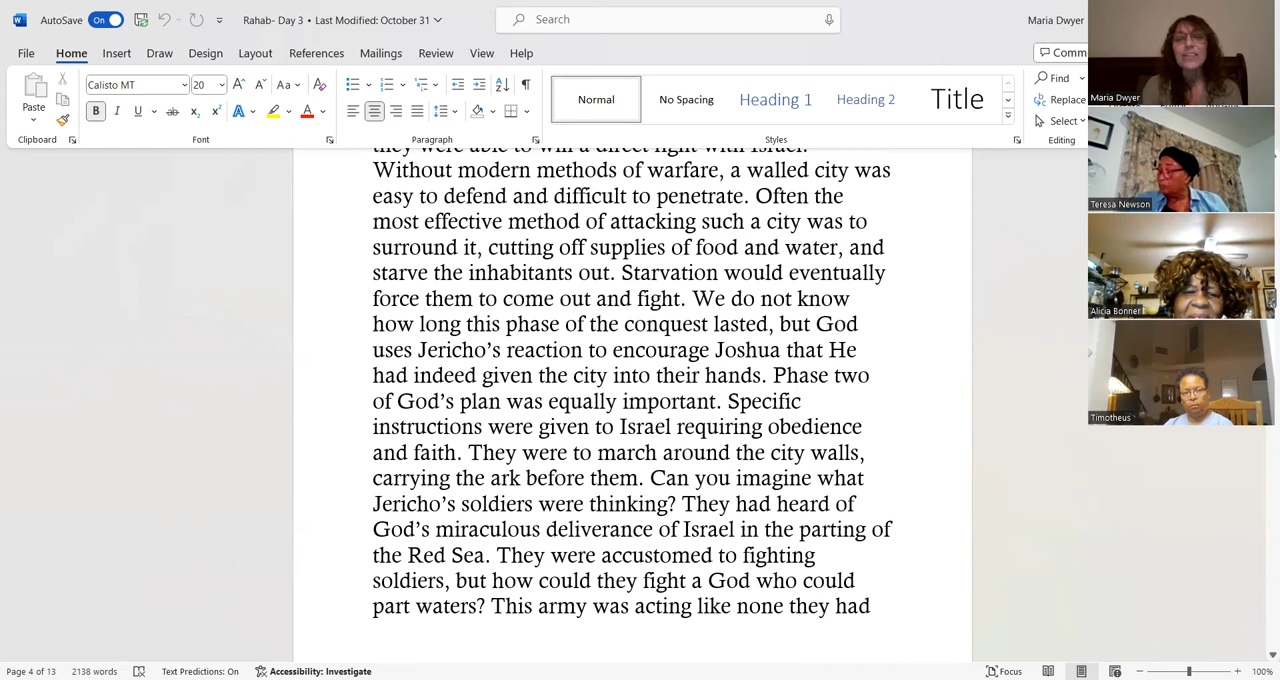 AutoSave On Rahab- Day 3 • Last Modified: October 31 Search Maria Dwyer
File Home Insert Draw Design Layout References Mailings Review View Help Comm
Paste Calisto MT 20 Aa Normal No Spacing Heading 1 Heading 2 Title Find
Replace
Select
Clipboard Font Paragraph Styles Editing
they were able to win a direct fight with Israel.
Without modern methods of warfare, a walled city was
easy to defend and difficult to penetrate. Often the
most effective method of attacking such a city was to
surround it, cutting off supplies of food and water, and
starve the inhabitants out. Starvation would eventually
force them to come out and fight. We do not know
how long this phase of the conquest lasted, but God
uses Jericho's reaction to encourage Joshua that He
had indeed given the city into their hands. Phase two
of God's plan was equally important. Specific
instructions were given to Israel requiring obedience
and faith. They were to march around the city walls,
carrying the ark before them. Can you imagine what
Jericho's soldiers were thinking? They had heard of
God's miraculous deliverance of Israel in the parting of
the Red Sea. They were accustomed to fighting
soldiers, but how could they fight a God who could
part waters? This army was acting like none they had
Maria Dwyer
Teresa Newson
Alicia Bonner
Timotheus
Page 4 of 13 2138 words Text Predictions: On Accessibility: Investigate Focus 100%